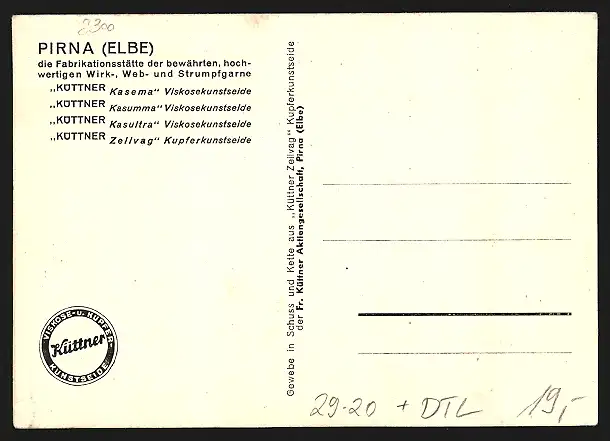 2300
PIRNA (ELBE)
die Fabrikationsstätte der bewährten, hoch-
wertigen Wirk-, Web- und Strumpfgarne
„KÜTTNER Kasema“ Viskosekunstseide
„KÜTTNER Kasumma“ Viskosekunstseide
„KÜTTNER Kasultra“ Viskosekunstseide
„KÜTTNER Zellvag“ Kupferkunstseide
VISKOSE- U. KUPFER-
Küttner
KUNSTSEIDE
Gewebe in Schuss und Kette aus „Küttner Zellvag“ Kupferkunstseide
der Fr. Küttner Aktiengesellschaft, Pirna (Elbe)
29-20 + DTL 19,-